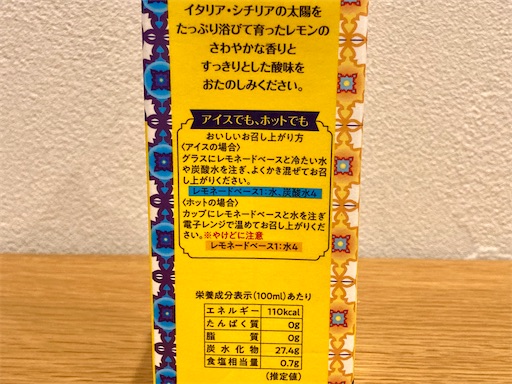 イタリア・シチリアの太陽を
たっぷり浴びて育ったレモンの
さわやかな香りと
すっきりとした酸味を
おたのしみください。
アイスでも、ホットでも
おいしいお召し上がり方
〈アイスの場合〉
グラスにレモネードベースと冷たい水
や炭酸水を注ぎ、よくかき混ぜてお召
し上がりください。
レモネードベース1:水、炭酸水4
〈ホットの場合〉
カップにレモネードベースと水を注ぎ
電子レンジで温めてお召し上がりくだ
さい。※やけどに注意
レモネードベース1:水4
栄養成分表示(100ml)あたり
エネルギー 110kcal
たんぱく質 0g
脂質 0g
炭水化物 27.4g
食塩相当量 0.7g
(推定値)